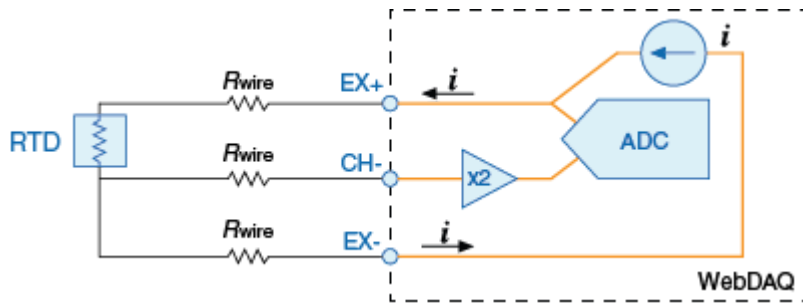 i
Rwire
EX+
i
RTD
Rwire
CH-
X2
ADC
Rwire
EX-
i
WebDAQ